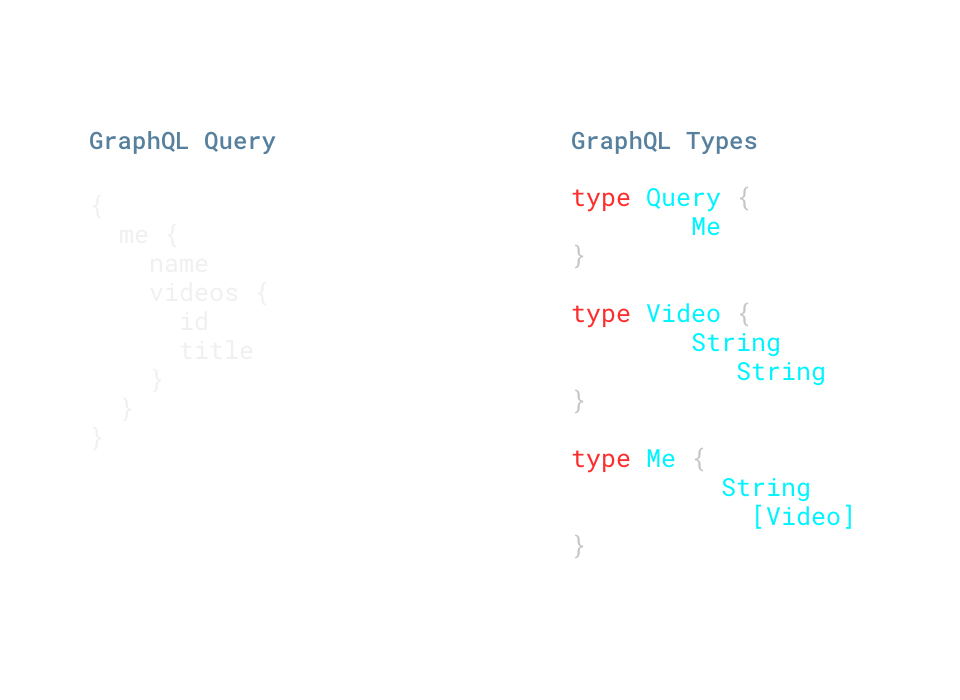 GraphQL Query
{
  me {
    name
    videos {
      id
      title
    }
  }
}
GraphQL Types
type Query {
        Me
}
type Video {
        String
           String
}
type Me {
          String
            [Video]
}